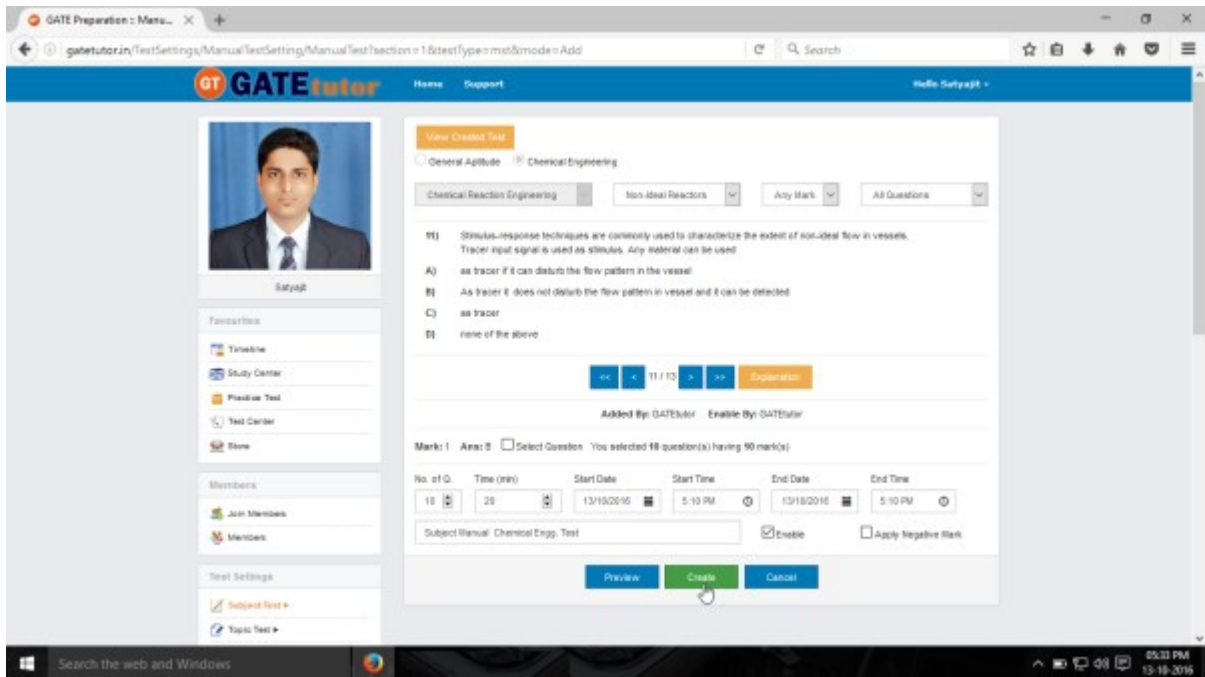 GATE Preparation :: Manu...
gatetutor.in/TestSettings/ManualTestSetting/ManualTest?section=1&testType=mst&mode=Add
Search
GT GATEtutor
Home Support
Hello Satyajit
View Created Test
General Aptitude Chemical Engineering
Chemical Reaction Engineering Non-ideal Reactors Any Mark All Questions
11) Stimulus-response techniques are commonly used to characterize the extent of non-ideal flow in vessels.
Tracer input signal is used as stimulus. Any material can be used
A) as tracer if it can disturb the flow pattern in the vessel
B) As tracer it does not disturb the flow pattern in vessel and it can be detected
C) as tracer
D) none of the above
<< < 11 / 13 > >> Explanation
Added By: GATEtutor Enable By: GATEtutor
Mark: 1 Ans: B Select Question You selected 10 question(s) having 10 mark(s)
No. of Q. Time (min) Start Date Start Time End Date End Time
10 20 13/10/2016 5:10 PM 13/10/2016 5:10 PM
Subject Manual Chemical Engg. Test Enable Apply Negative Mark
Preview Create Cancel
Satyajit
Favourites
Timeline
Study Center
Practice Test
Test Center
Store
Members
Join Members
Members
Test Settings
Subject Test
Topic Test
Search the web and Windows
05:33 PM
13-10-2016